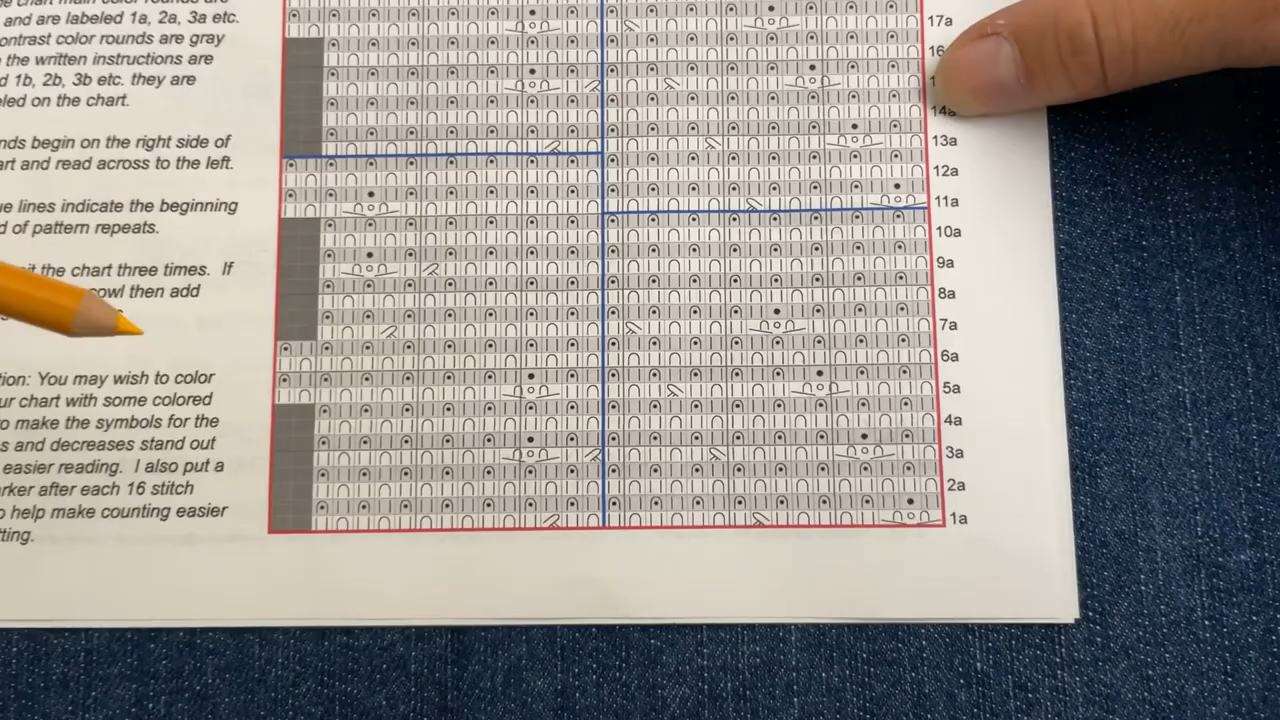 and are labeled 1a, 2a, 3a etc.
ontrast color rounds are gray
the written instructions are
d 1b, 2b, 3b etc. they are
led on the chart.
nds begin on the right side of
art and read across to the left.
e lines indicate the beginning
d of pattern repeats.
it the chart three times. If
owl then add
tion: You may wish to color
ur chart with some colored
o make the symbols for the
s and decreases stand out
easier reading. I also put a
rker after each 16 stitch
o help make counting easier
ting.
17a
16
1
14a
13a
12a
11a
10a
9a
8a
7a
6a
5a
4a
3a
2a
1a